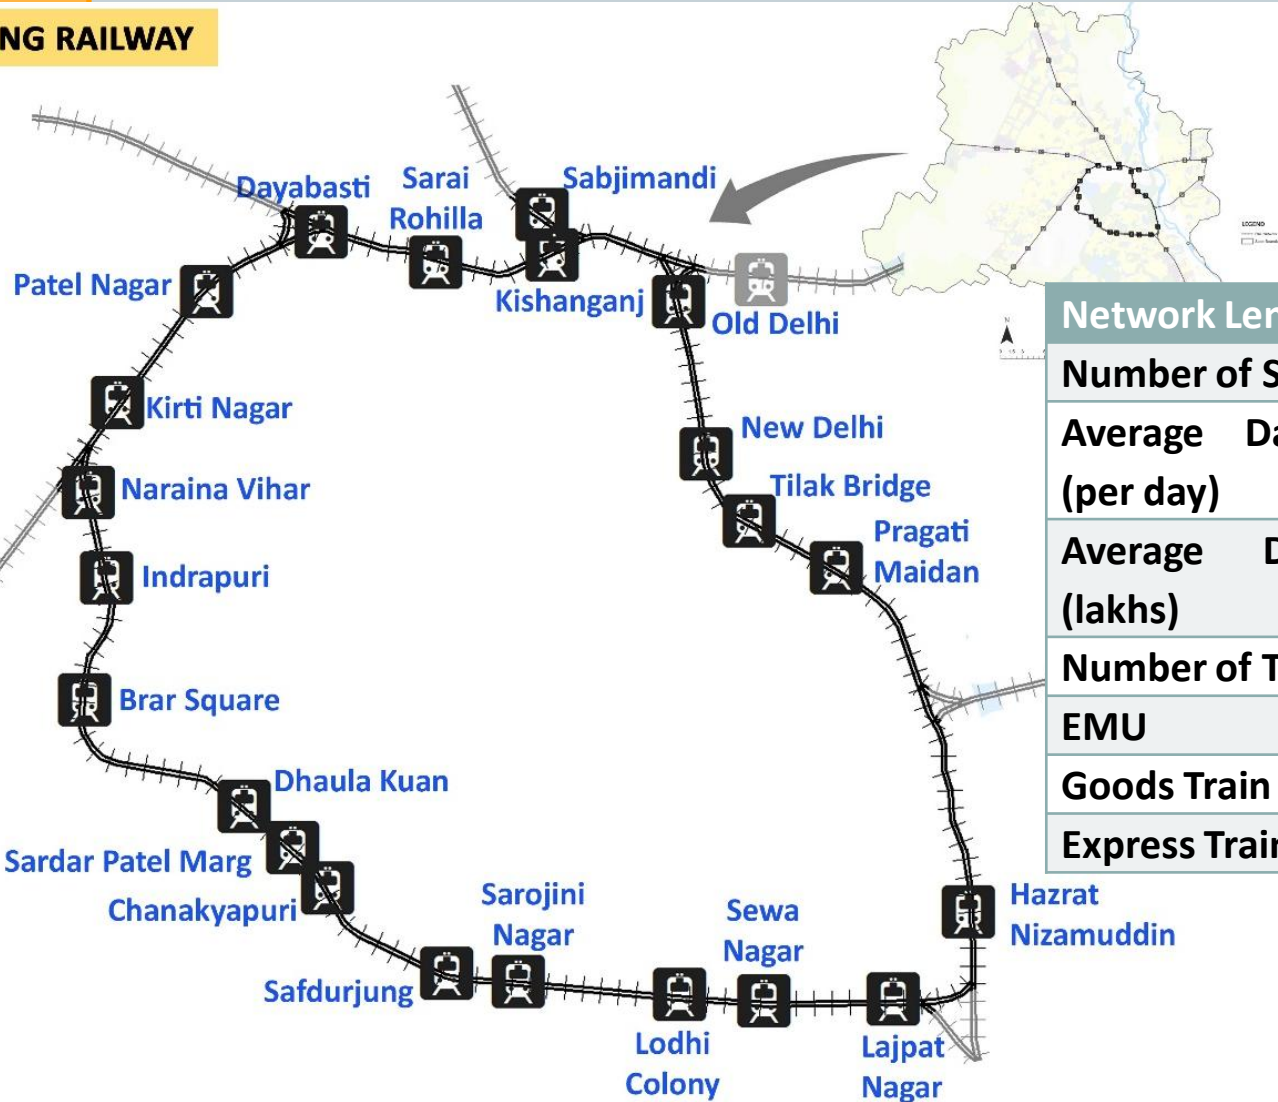 NG RAILWAY
Dayabasti
Sarai
Rohilla
Sabjimandi
Patel Nagar
Kishanganj
Old Delhi
Kirti Nagar
New Delhi
Naraina Vihar
Tilak Bridge
Pragati
Maidan
Indrapuri
Brar Square
Dhaula Kuan
Sardar Patel Marg
Chanakyapuri
Sarojini
Nagar
Safdurjung
Sewa
Nagar
Hazrat
Nizamuddin
Lodhi
Colony
Lajpat
Nagar
LEGEND
N
Network Len
Number of S
Average Da
(per day)
Average D
(lakhs)
Number of T
EMU
Goods Train
Express Train